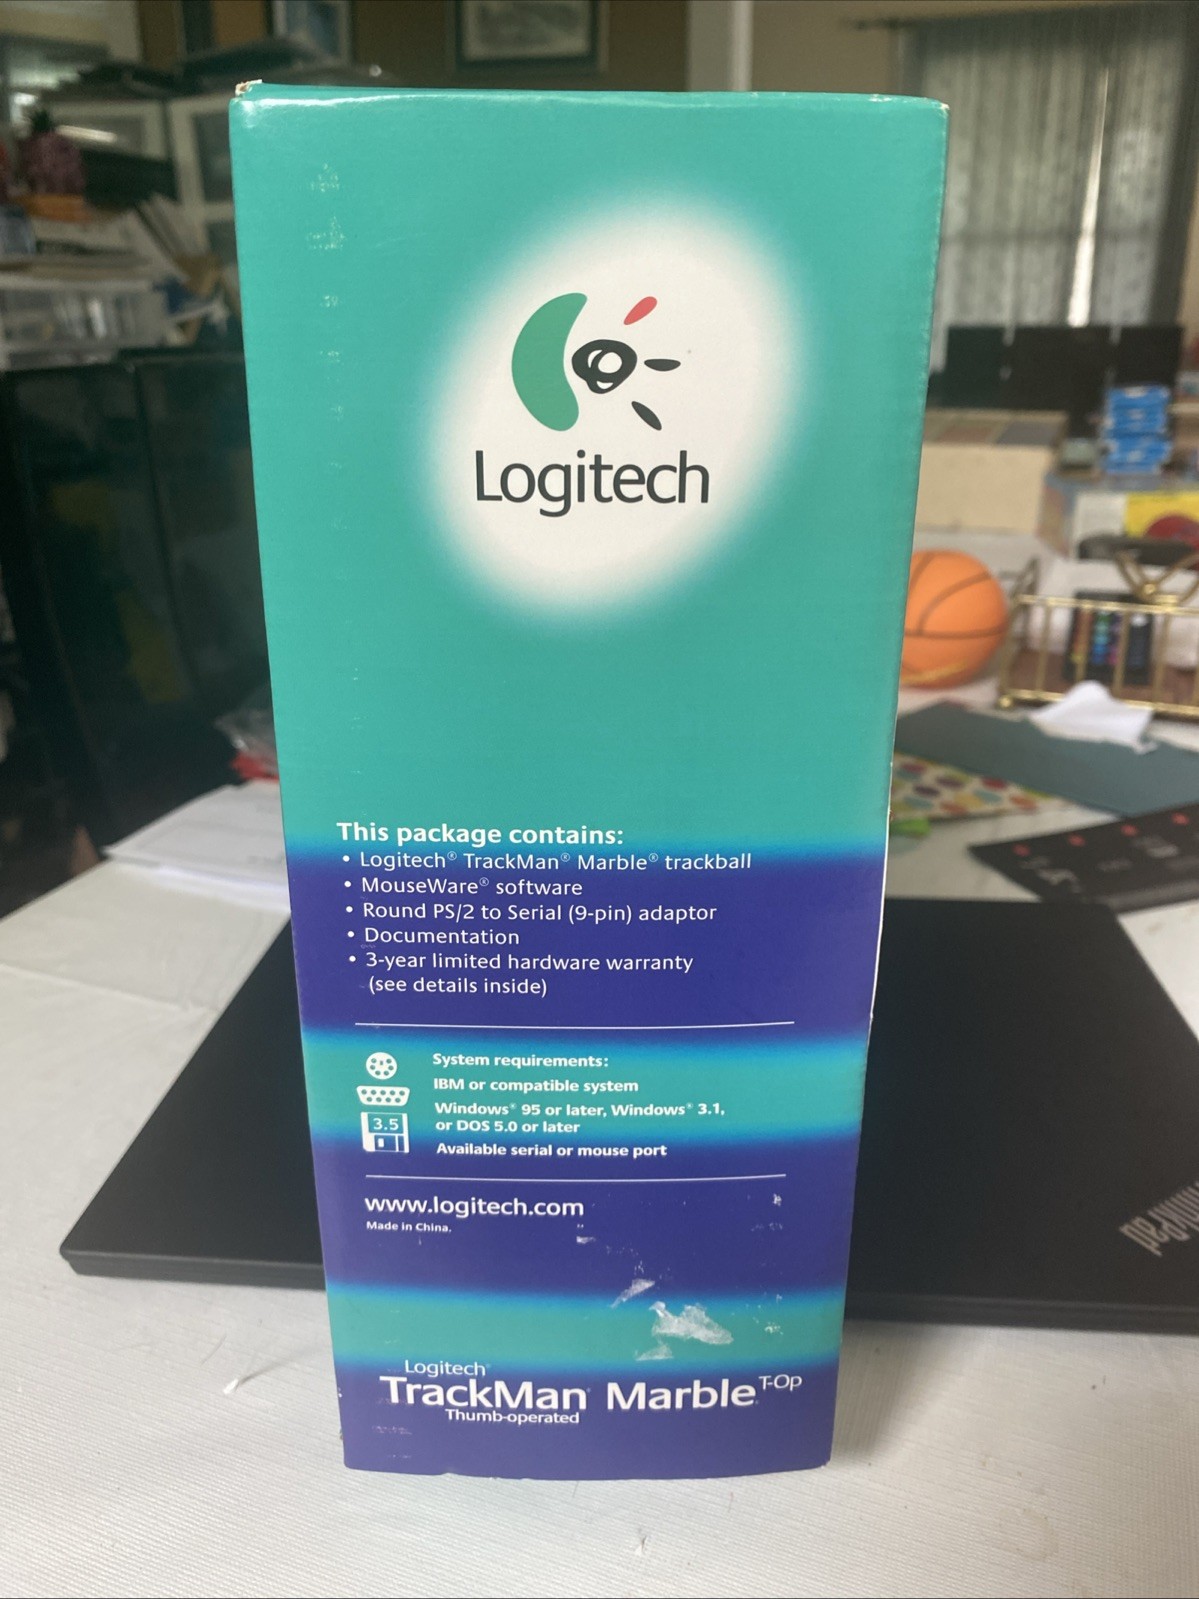 Logitech
This package contains:
• Logitech® TrackMan® Marble® trackball
• MouseWare® software
• Round PS/2 to Serial (9-pin) adaptor
• Documentation
• 3-year limited hardware warranty
(see details inside)
System requirements:
IBM or compatible system
3.5
Windows® 95 or later, Windows® 3.1,
or DOS 5.0 or later
Available serial or mouse port
www.logitech.com
Made in China.
Logitech®
TrackMan® Marble® T-Op
Thumb-operated
ThinkPad